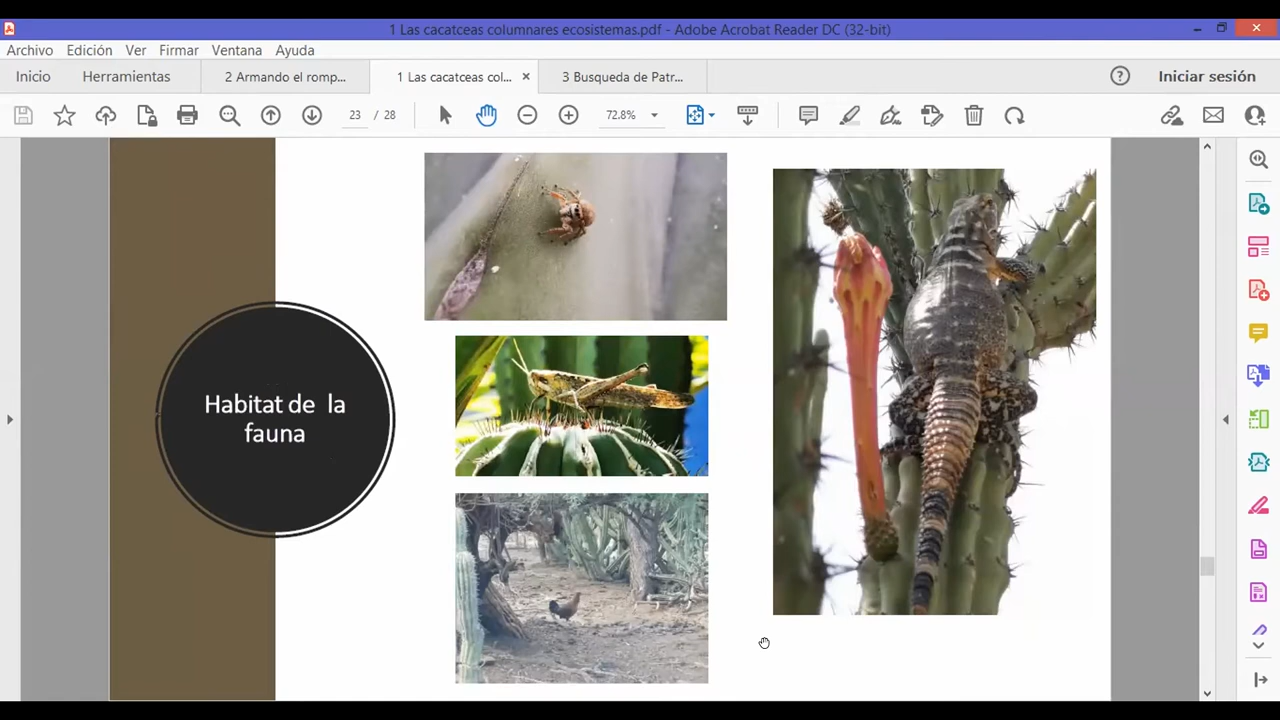 1 Las cacatceas columnares ecosistemas.pdf - Adobe Acrobat Reader DC (32-bit)
Archivo Edición Ver Firmar Ventana Ayuda
Inicio Herramientas 2 Armando el romp... 1 Las cacatceas col... 3 Busqueda de Patr... Iniciar sesión
23 / 28 72.8%
Habitat de la
fauna